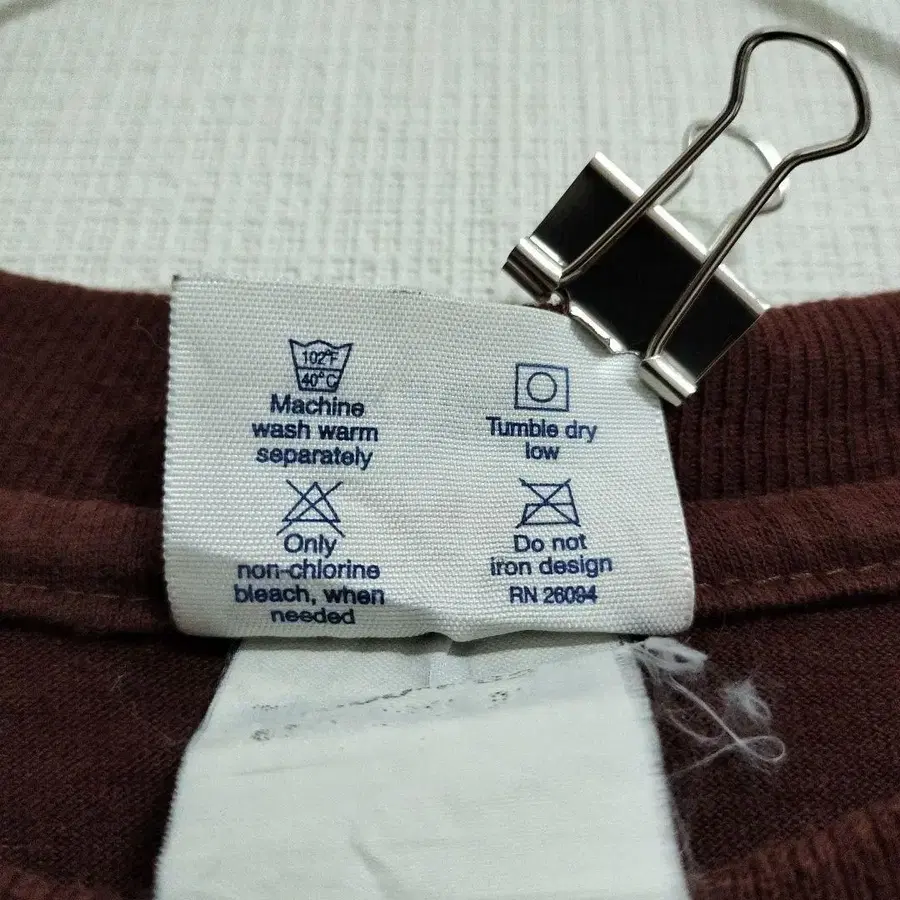 102°F
40°C
Machine
wash warm
separately
Tumble dry
low
Only
non-chlorine
bleach, when
needed
Do not
iron design
RN 26094